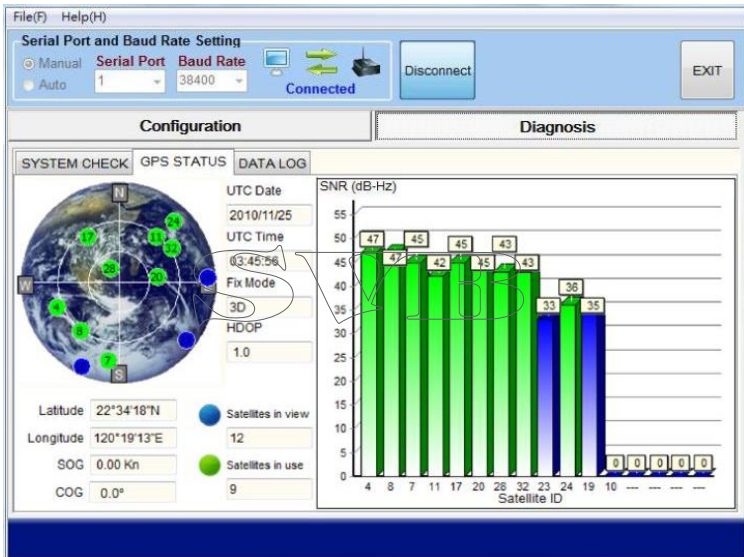 File(F) Help(H)
Serial Port and Baud Rate Setting
Manual
Auto
Serial Port
1
Baud Rate
38400
Connected
Disconnect
EXIT
Configuration
Diagnosis
SYSTEM CHECK GPS STATUS DATA LOG
N
24
17
11
32
28
20
W
4
8
7
S
UTC Date
2010/11/25
UTC Time
03:45:56
Fix Mode
3D
HDOP
1.0
Latitude 22°34'18"N
Longitude 120°19'13"E
SOG 0.00 Kn
COG 0.0°
Satellites in view
12
Satellites in use
9
SNR (dB-Hz)
55
50
45
40
35
30
25
20
15
10
5
0
47 47 45 42 45 45 43 43 33 36 35 0 0 0 0 0
4 8 7 11 17 20 28 32 23 24 19 10 --- --- --- ---
Satellite ID
SVB